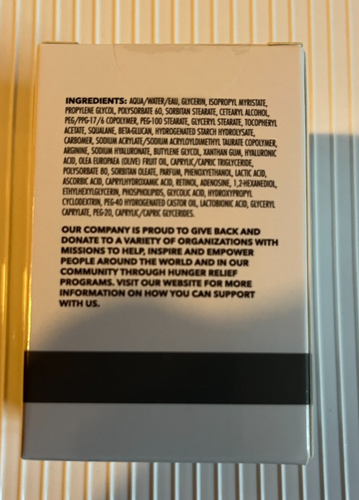 INGREDIENTS: AQUA/WATER/EAU, GLYCERIN, ISOPROPYL MYRISTATE,
PROPYLENE GLYCOL, POLYSORBATE 60, SORBITAN STEARATE, CETEARYL ALCOHOL,
PEG/PPG-17/6 COPOLYMER, PEG-100 STEARATE, GLYCERYL STEARATE, TOCOPHERYL
ACETATE, SQUALANE, BETA-GLUCAN, HYDROGENATED STARCH HYDROLYSATE,
CARBOMER, SODIUM ACRYLATE/SODIUM ACRYLOYLDIMETHYL TAURATE COPOLYMER,
ARGININE, SODIUM HYALURONATE, BUTYLENE GLYCOL, XANTHAN GUM, HYALURONIC
ACID, OLEA EUROPAEA (OLIVE) FRUIT OIL, CAPRYLIC/CAPRIC TRIGLYCERIDE,
POLYSORBATE 80, SORBITAN OLEATE, PARFUM, PHENOXYETHANOL, LACTIC ACID,
ASCORBIC ACID, CAPRYLHYDROXAMIC ACID, RETINOL, ADENOSINE, 1,2-HEXANEDIOL,
ETHYLHEXYLGLYCERIN, PHOSPHOLIPIDS, GLYCOLIC ACID, HYDROXYPROPYL
CYCLODEXTRIN, PEG-40 HYDROGENATED CASTOR OIL, LACTOBIONIC ACID, GLYCERYL
CAPRYLATE, PEG-20, CAPRYLIC/CAPRIC GLYCERIDES.
OUR COMPANY IS PROUD TO GIVE BACK AND
DONATE TO A VARIETY OF ORGANIZATIONS WITH
MISSIONS TO HELP, INSPIRE AND EMPOWER
PEOPLE AROUND THE WORLD AND IN OUR
COMMUNITY THROUGH HUNGER RELIEF
PROGRAMS. VISIT OUR WEBSITE FOR MORE
INFORMATION ON HOW YOU CAN SUPPORT
WITH US.